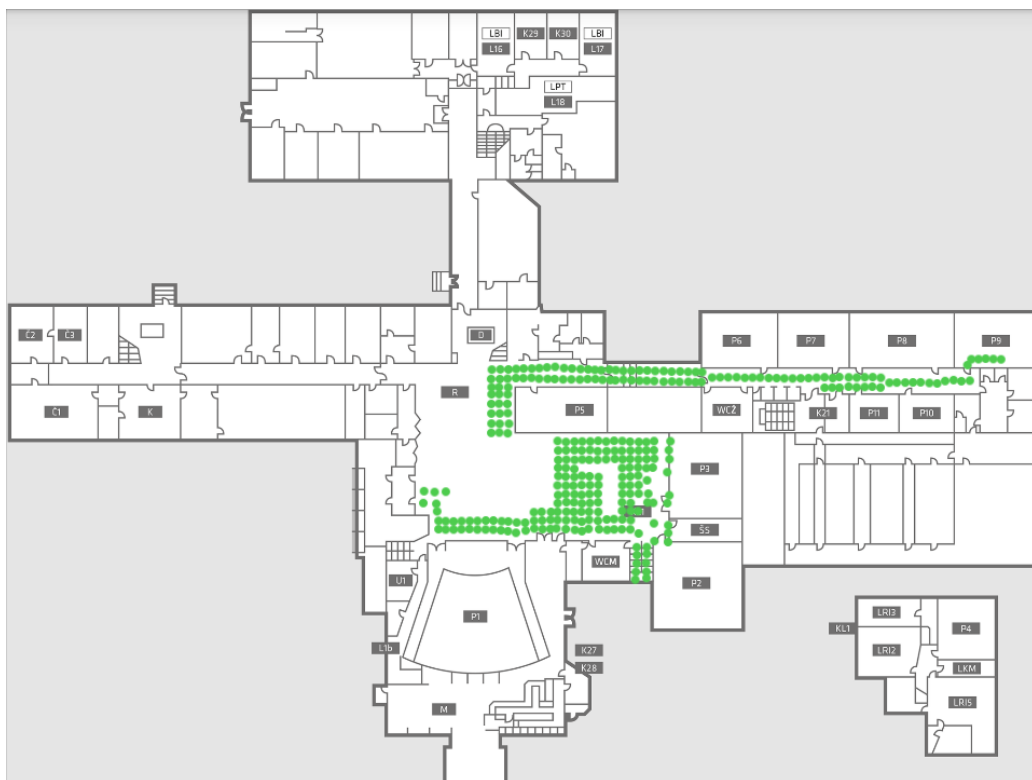 LBI K29 K30 LBI
L16 L17
LPT
L18
Č2 Č3 D
P6 P7 P8 P9
R
Č1 K P5 WCŽ K21 P11 P10
P3
ŠS
WCM
U1 P2
P1
LRI3
KL1 P4
L1b K27 LRI2
K28 LKM
M LRI5